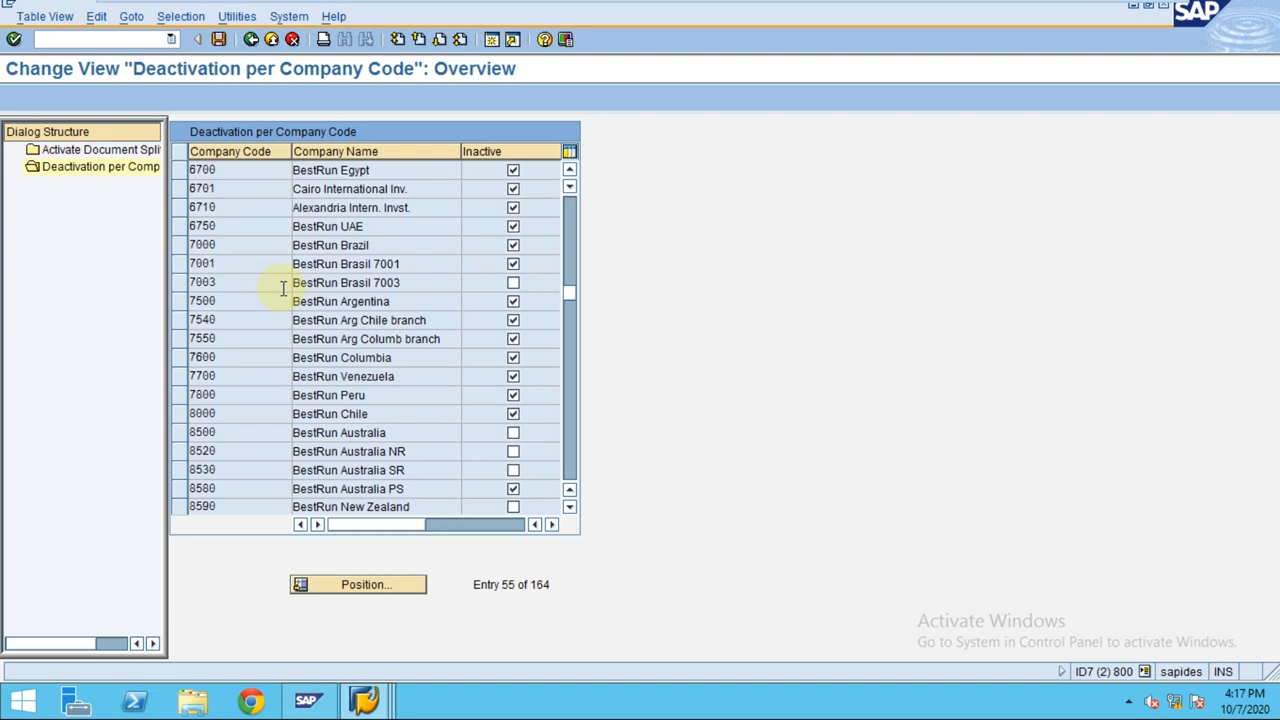 Table View Edit Goto Selection Utilities System Help
SAP
Change View "Deactivation per Company Code": Overview
Dialog Structure
Activate Document Splitt
Deactivation per Comp
Deactivation per Company Code
Company Code Company Name Inactive
6700 BestRun Egypt
6701 Cairo International Inv.
6710 Alexandria Intern. Invst.
6750 BestRun UAE
7000 BestRun Brazil
7001 BestRun Brasil 7001
7003 BestRun Brasil 7003
7500 BestRun Argentina
7540 BestRun Arg Chile branch
7550 BestRun Arg Columb branch
7600 BestRun Columbia
7700 BestRun Venezuela
7800 BestRun Peru
8000 BestRun Chile
8500 BestRun Australia
8520 BestRun Australia NR
8530 BestRun Australia SR
8580 BestRun Australia PS
8590 BestRun New Zealand
Position... Entry 55 of 164
Activate Windows
Go to System in Control Panel to activate Windows.
ID7 (2) 800 sapides INS
SAP
4:17 PM
10/7/2020